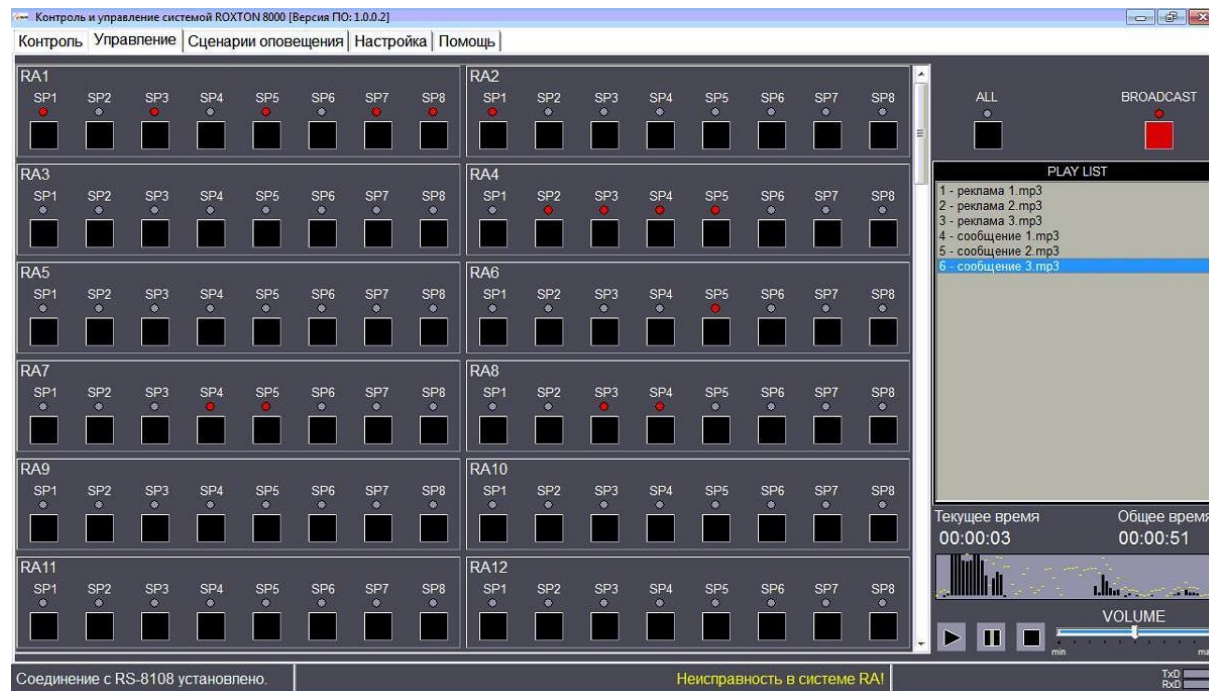 Контроль и управление системой ROXTON 8000 [Версия ПО: 1.0.0.2]
Контроль Управление Сценарии оповещения Настройка Помощь
RA1 RA2
SP1 SP2 SP3 SP4 SP5 SP6 SP7 SP8 SP1 SP2 SP3 SP4 SP5 SP6 SP7 SP8
RA3 RA4
SP1 SP2 SP3 SP4 SP5 SP6 SP7 SP8 SP1 SP2 SP3 SP4 SP5 SP6 SP7 SP8
RA5 RA6
SP1 SP2 SP3 SP4 SP5 SP6 SP7 SP8 SP1 SP2 SP3 SP4 SP5 SP6 SP7 SP8
RA7 RA8
SP1 SP2 SP3 SP4 SP5 SP6 SP7 SP8 SP1 SP2 SP3 SP4 SP5 SP6 SP7 SP8
RA9 RA10
SP1 SP2 SP3 SP4 SP5 SP6 SP7 SP8 SP1 SP2 SP3 SP4 SP5 SP6 SP7 SP8
RA11 RA12
SP1 SP2 SP3 SP4 SP5 SP6 SP7 SP8 SP1 SP2 SP3 SP4 SP5 SP6 SP7 SP8
ALL BROADCAST
PLAY LIST
1 - реклама 1.mp3
2 - реклама 2.mp3
3 - реклама 3.mp3
4 - сообщение 1.mp3
5 - сообщение 2.mp3
6 - сообщение 3.mp3
Текущее время Общее время
00:00:03 00:00:51
VOLUME
min ma
Соединение с RS-8108 установлено. Неисправность в системе RA! TxD
RxD